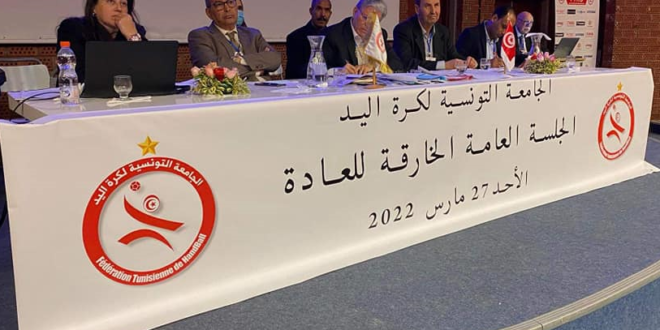 الجامعة التونسية لكرة اليد
الجلسة العامة الخارقة للعادة
الأحد 27 مارس 2022
الجامعة التونسية لكرة اليد
Fédération Tunisienne de HandBall